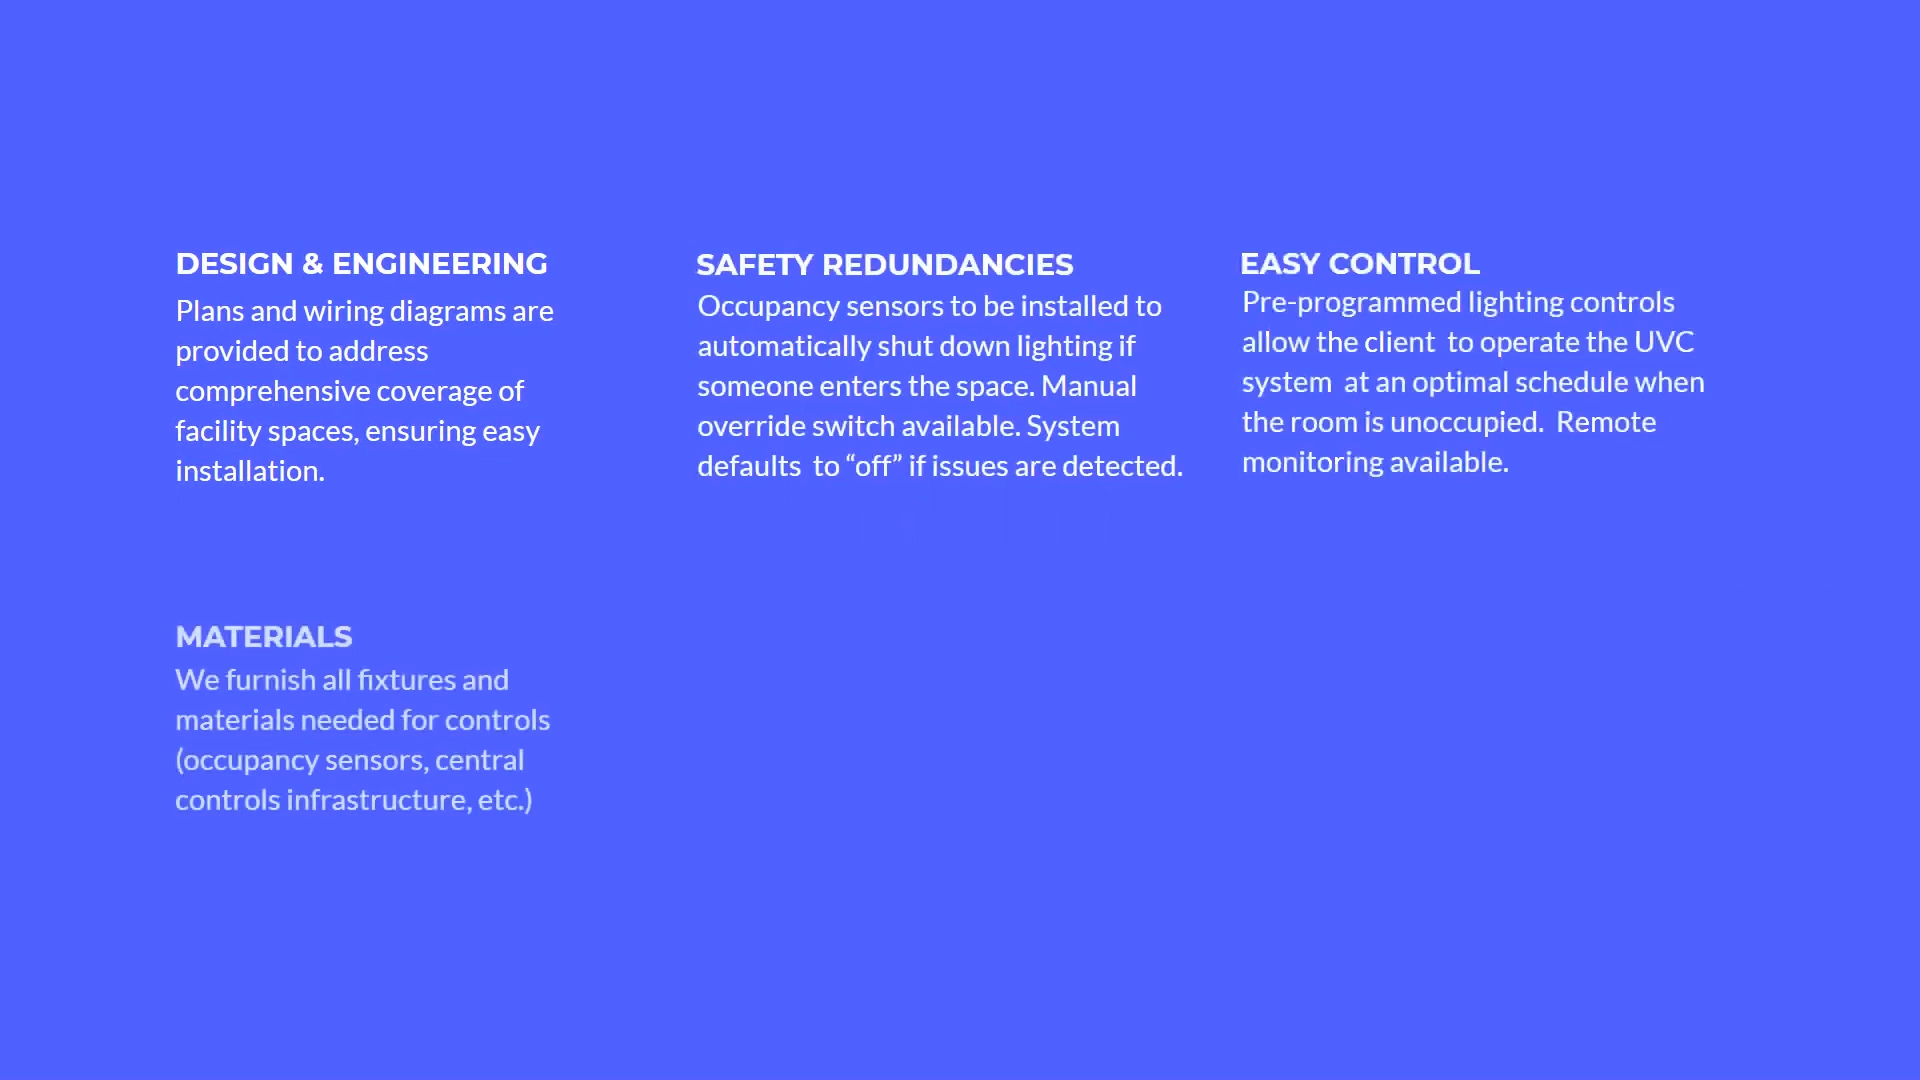 DESIGN & ENGINEERING
Plans and wiring diagrams are
provided to address
comprehensive coverage of
facility spaces, ensuring easy
installation.
SAFETY REDUNDANCIES
Occupancy sensors to be installed to
automatically shut down lighting if
someone enters the space. Manual
override switch available. System
defaults  to “off” if issues are detected.
EASY CONTROL
Pre-programmed lighting controls
allow the client  to operate the UVC
system  at an optimal schedule when
the room is unoccupied.  Remote
monitoring available.
MATERIALS
We furnish all fixtures and
materials needed for controls
(occupancy sensors, central
controls infrastructure, etc.)